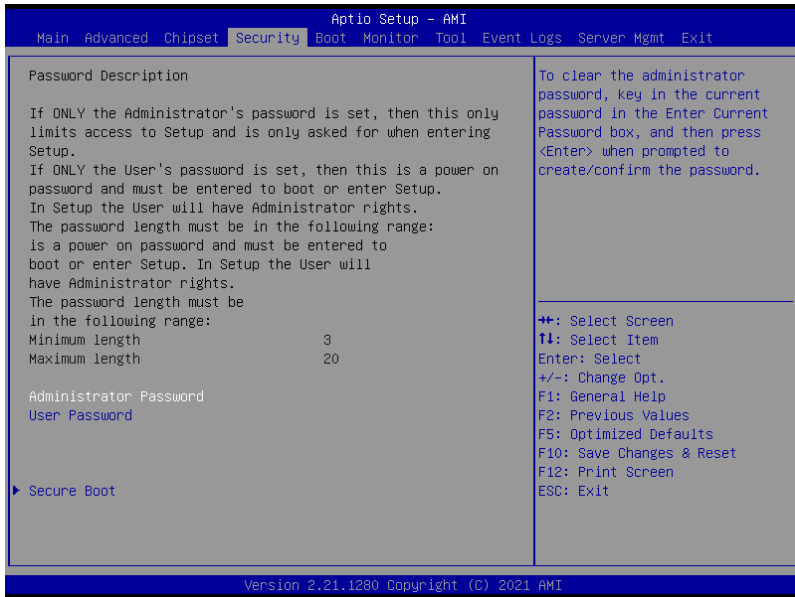 Aptio Setup – AMI
Main Advanced Chipset Security Boot Monitor Tool Event Logs Server Mgmt Exit
Password Description
If ONLY the Administrator's password is set, then this only
limits access to Setup and is only asked for when entering
Setup.
If ONLY the User's password is set, then this is a power on
password and must be entered to boot or enter Setup.
In Setup the User will have Administrator rights.
The password length must be in the following range:
is a power on password and must be entered to
boot or enter Setup. In Setup the User will
have Administrator rights.
The password length must be
in the following range:
Minimum length 3
Maximum length 20
Administrator Password
User Password
Secure Boot
To clear the administrator
password, key in the current
password in the Enter Current
Password box, and then press
<Enter> when prompted to
create/confirm the password.
→←: Select Screen
↑↓: Select Item
Enter: Select
+/-: Change Opt.
F1: General Help
F2: Previous Values
F5: Optimized Defaults
F10: Save Changes & Reset
F12: Print Screen
ESC: Exit
Version 2.21.1280 Copyright (C) 2021 AMI